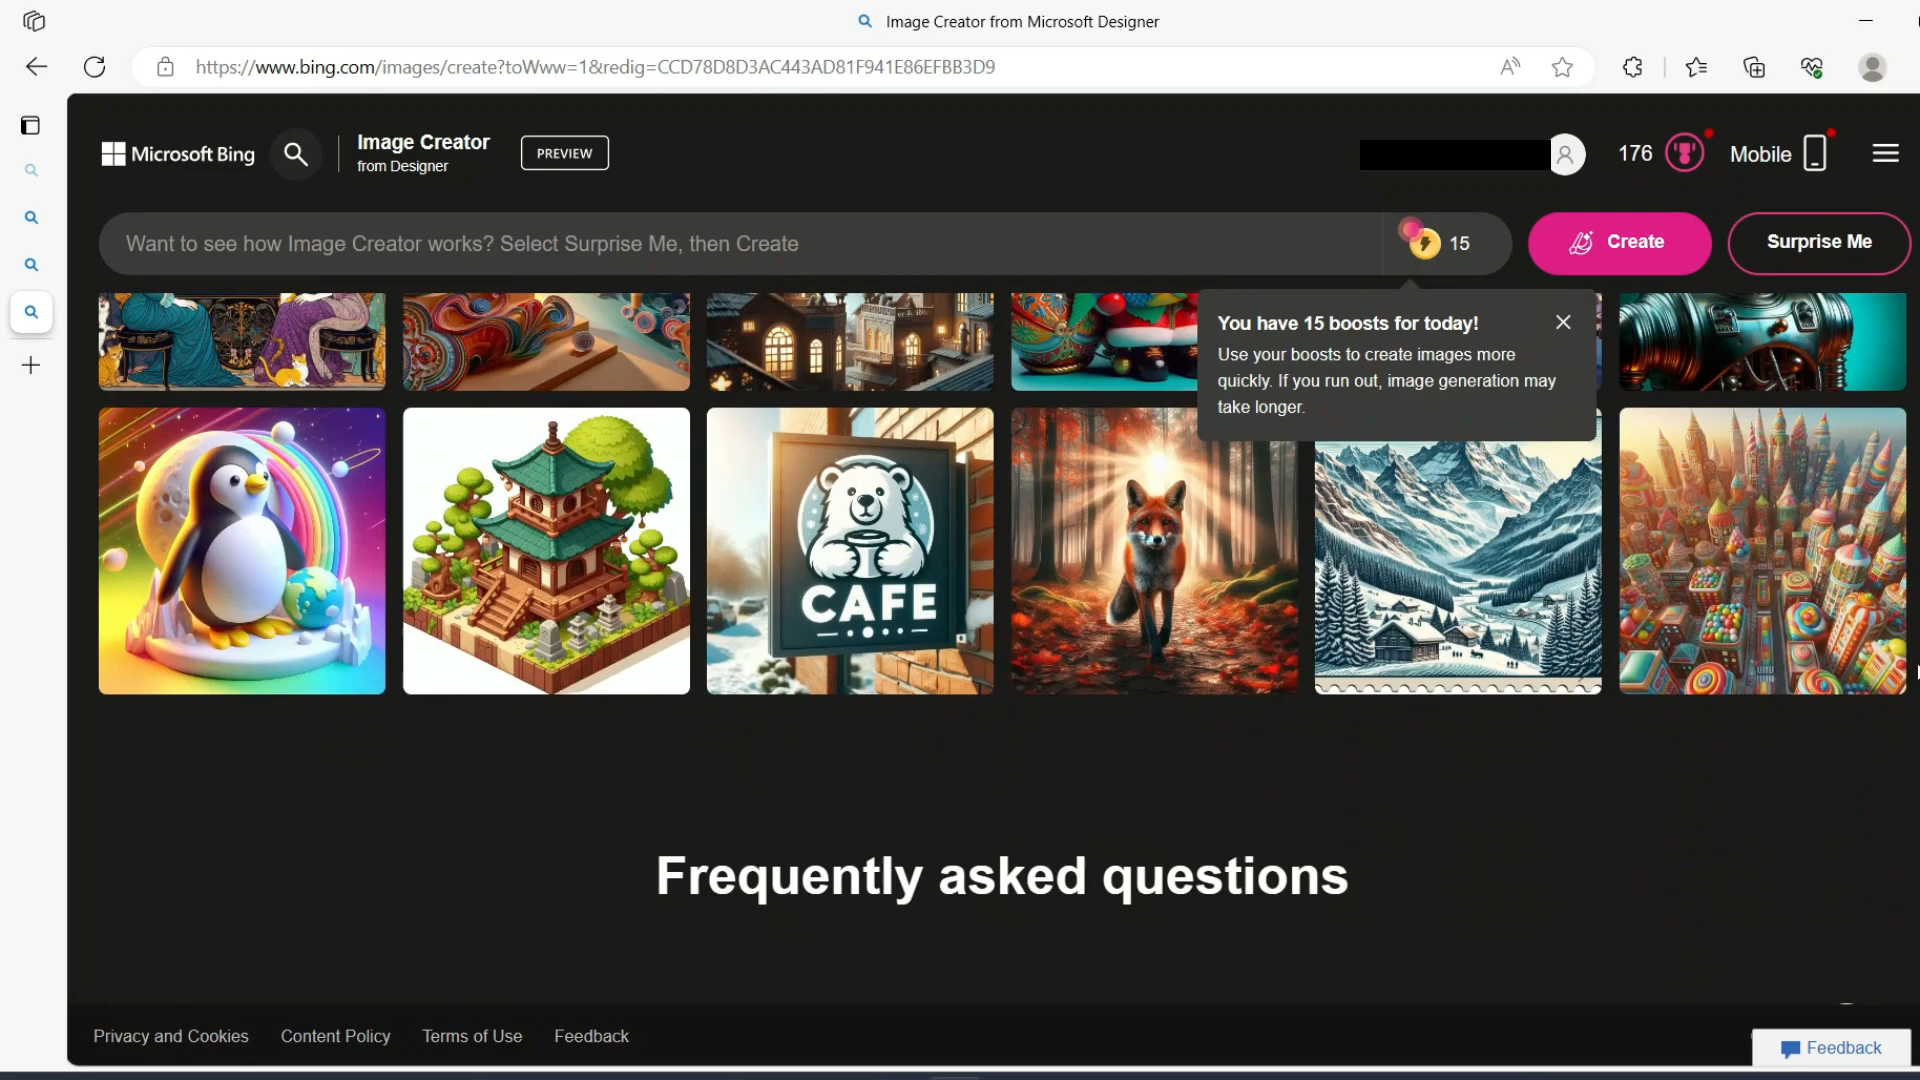 Image Creator from Microsoft Designer
https://www.bing.com/images/create?toWww=1&redig=CCD78D8D3AC443AD81F941E86EFBB3D9
Microsoft Bing
Image Creator
from Designer
PREVIEW
176
Mobile
Want to see how Image Creator works? Select Surprise Me, then Create
15
Create
Surprise Me
You have 15 boosts for today!
Use your boosts to create images more
quickly. If you run out, image generation may
take longer.
CAFE
Frequently asked questions
Privacy and Cookies
Content Policy
Terms of Use
Feedback
Feedback